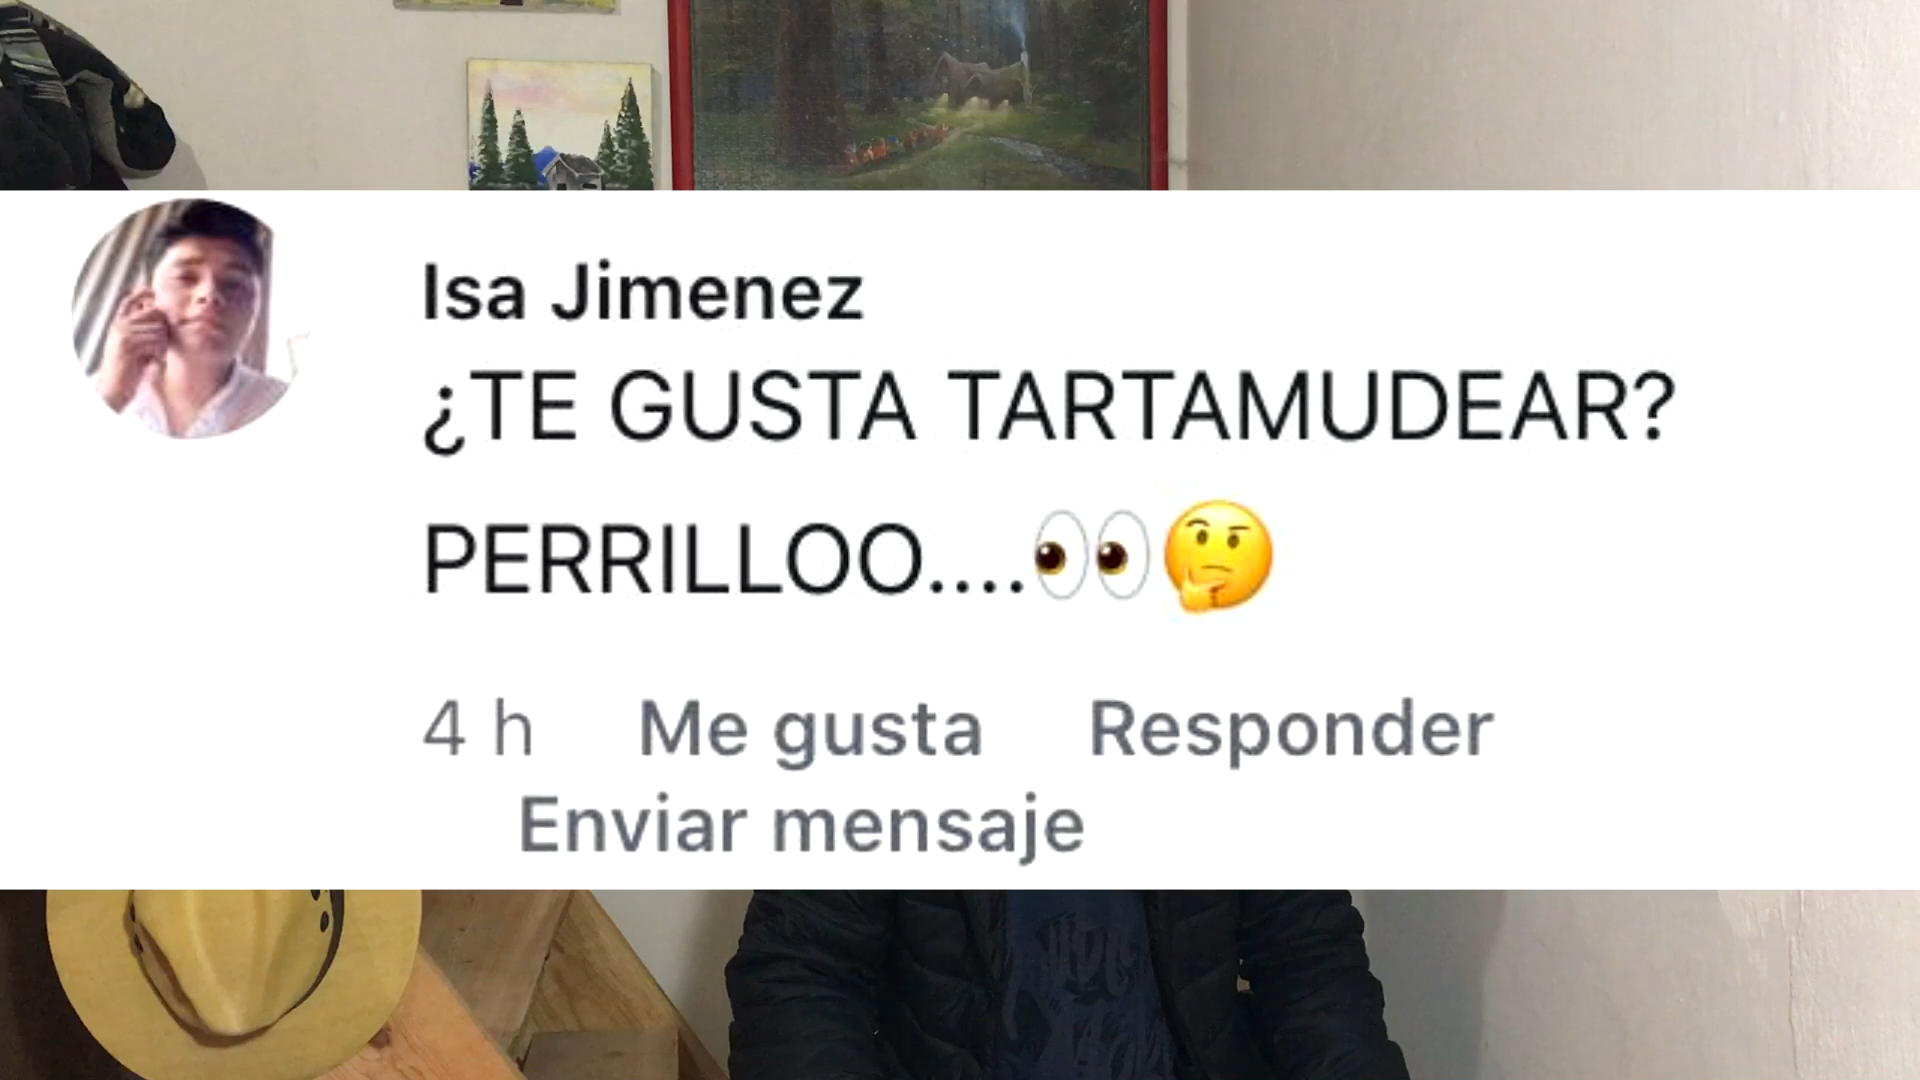 Isa Jimenez
¿TE GUSTA TARTAMUDEAR?
PERRILLOO....👀🤔
4 h Me gusta Responder
Enviar mensaje